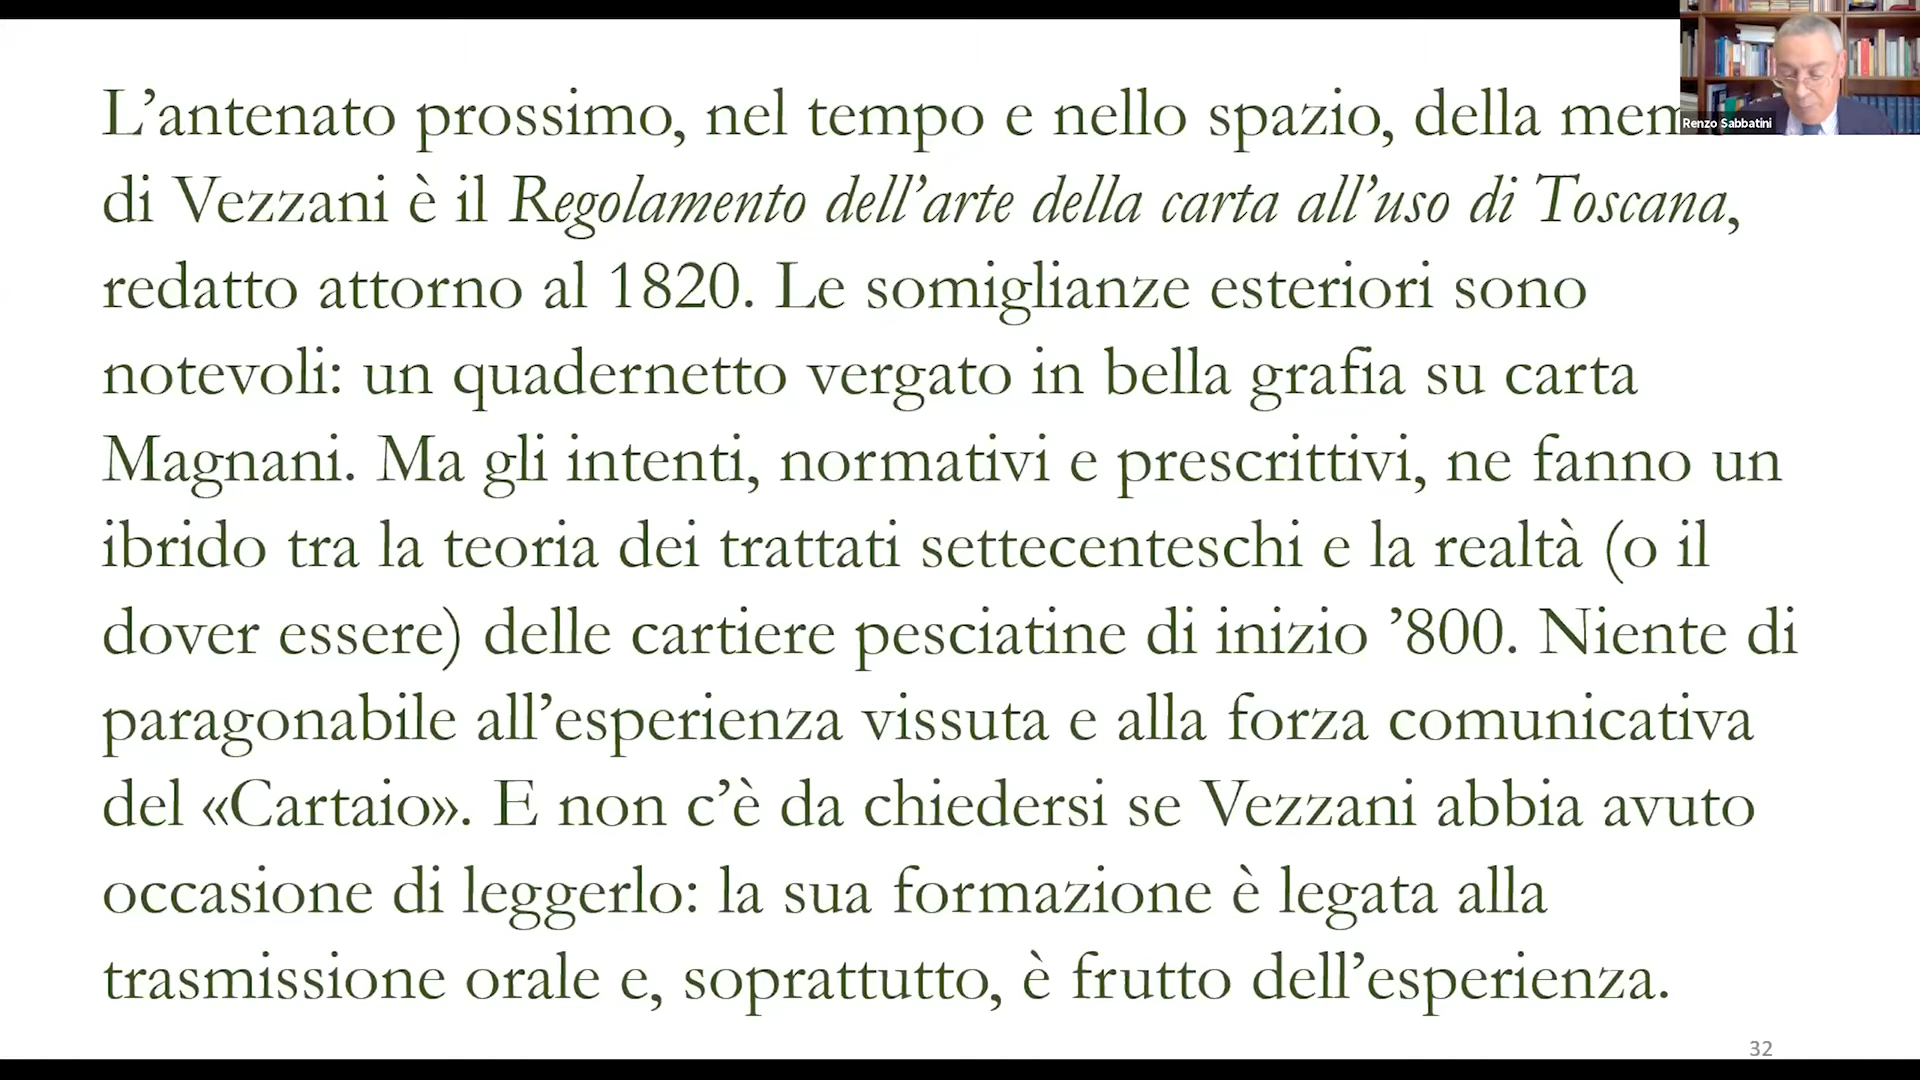 L’antenato prossimo, nel tempo e nello spazio, della
Renzo Sabbatini
di Vezzani è il Regolamento dell’arte della carta all’uso di Toscana,
redatto attorno al 1820. Le somiglianze esteriori sono
notevoli: un quadernetto vergato in bella grafia su carta
Magnani. Ma gli intenti, normativi e prescrittivi, ne fanno un
ibrido tra la teoria dei trattati settecenteschi e la realtà (o il
dover essere) delle cartiere pesciatine di inizio ’800. Niente di
paragonabile all’esperienza vissuta e alla forza comunicativa
del «Cartaio». E non c’è da chiedersi se Vezzani abbia avuto
occasione di leggerlo: la sua formazione è legata alla
trasmissione orale e, soprattutto, è frutto dell’esperienza.
32